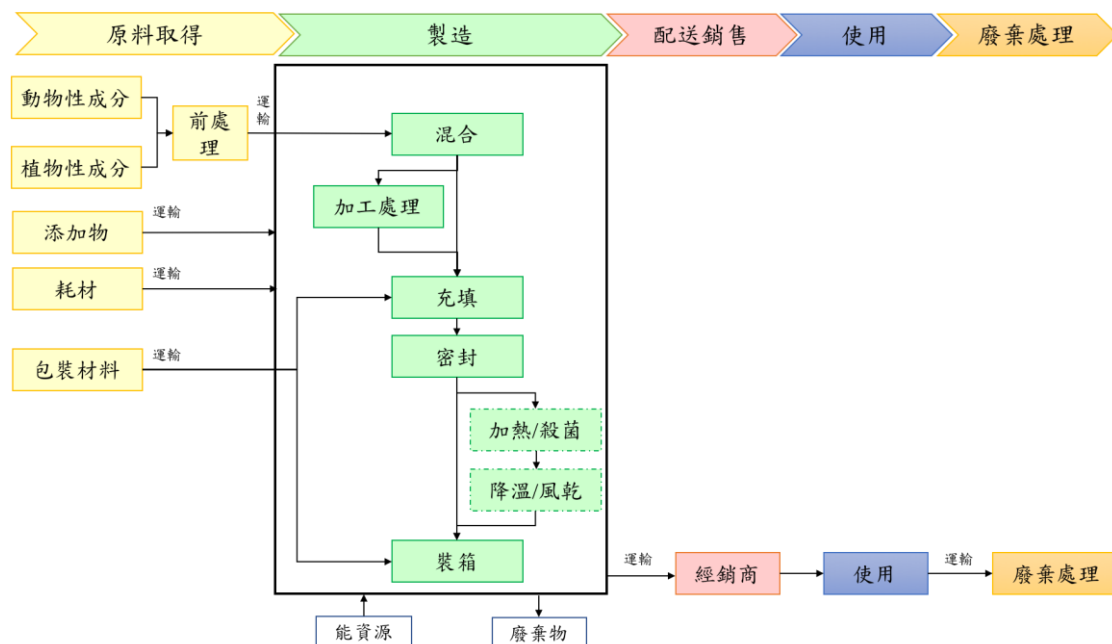 原料取得
製造
配送銷售
使用
廢棄處理
動物性成分
植物性成分
前處
理
運
輸
混合
加工處理
添加物
運輸
耗材
運輸
充填
密封
包裝材料
運輸
加熱/殺菌
降溫/風乾
裝箱
運輸
經銷商
使用
運輸
廢棄處理
能資源
廢棄物